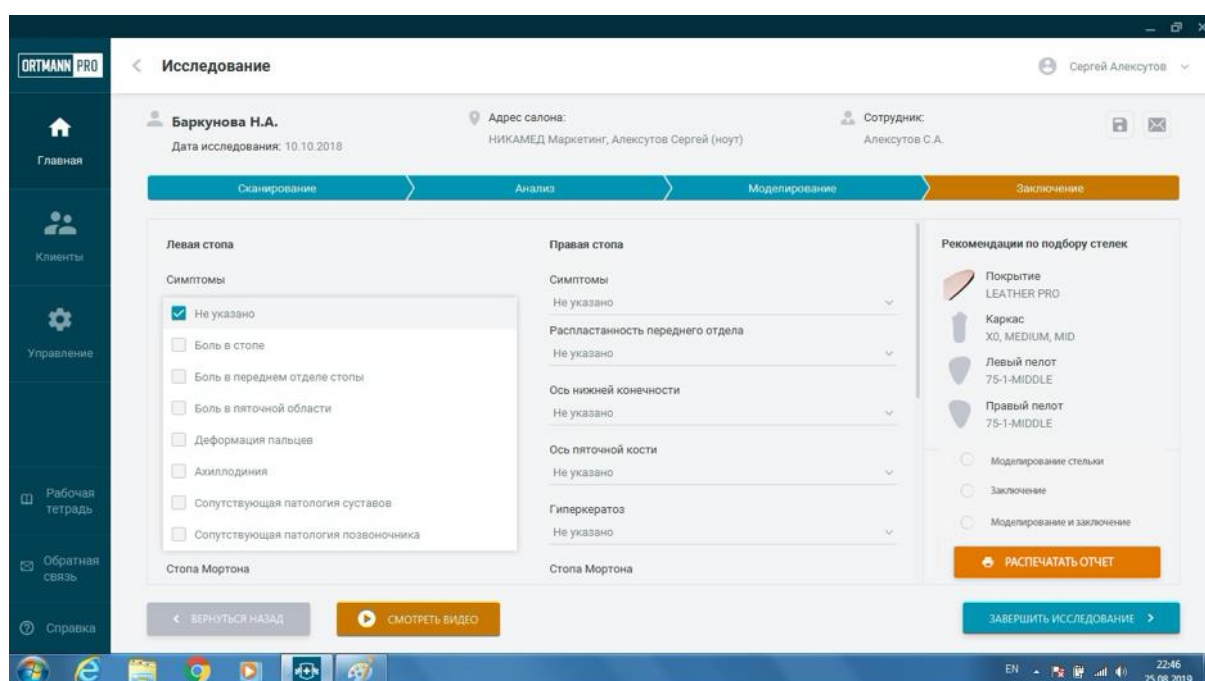 ORTMANN PRO
Исследование
Сергей Алексутов
Главная
Клиенты
Управление
Рабочая
тетрадь
Обратная
связь
Справка
Баркунова Н.А.
Дата исследования: 10.10.2018
Адрес салона:
НИКАМЕД Маркетинг, Алексутов Сергей (ноут)
Сотрудник:
Алексутов С.А.
Сканирование
Анализ
Моделирование
Заключение
Левая стопа
Симптомы
Не указано
Боль в стопе
Боль в переднем отделе стопы
Боль в пяточной области
Деформация пальцев
Ахиллодиния
Сопутствующая патология суставов
Сопутствующая патология позвоночника
Стопа Мортона
Правая стопа
Симптомы
Не указано
Распластанность переднего отдела
Не указано
Ось нижней конечности
Не указано
Ось пяточной кости
Не указано
Гиперкератоз
Не указано
Стопа Мортона
Рекомендации по подбору стелек
Покрытие
LEATHER PRO
Каркас
X0, MEDIUM, MID
Левый пелот
75-1-MIDDLE
Правый пелот
75-1-MIDDLE
Моделирование стельки
Заключение
Моделирование и заключение
РАСПЕЧАТАТЬ ОТЧЕТ
ВЕРНУТЬСЯ НАЗАД
СМОТРЕТЬ ВИДЕО
ЗАВЕРШИТЬ ИССЛЕДОВАНИЕ
EN
22:46
25.08.2019